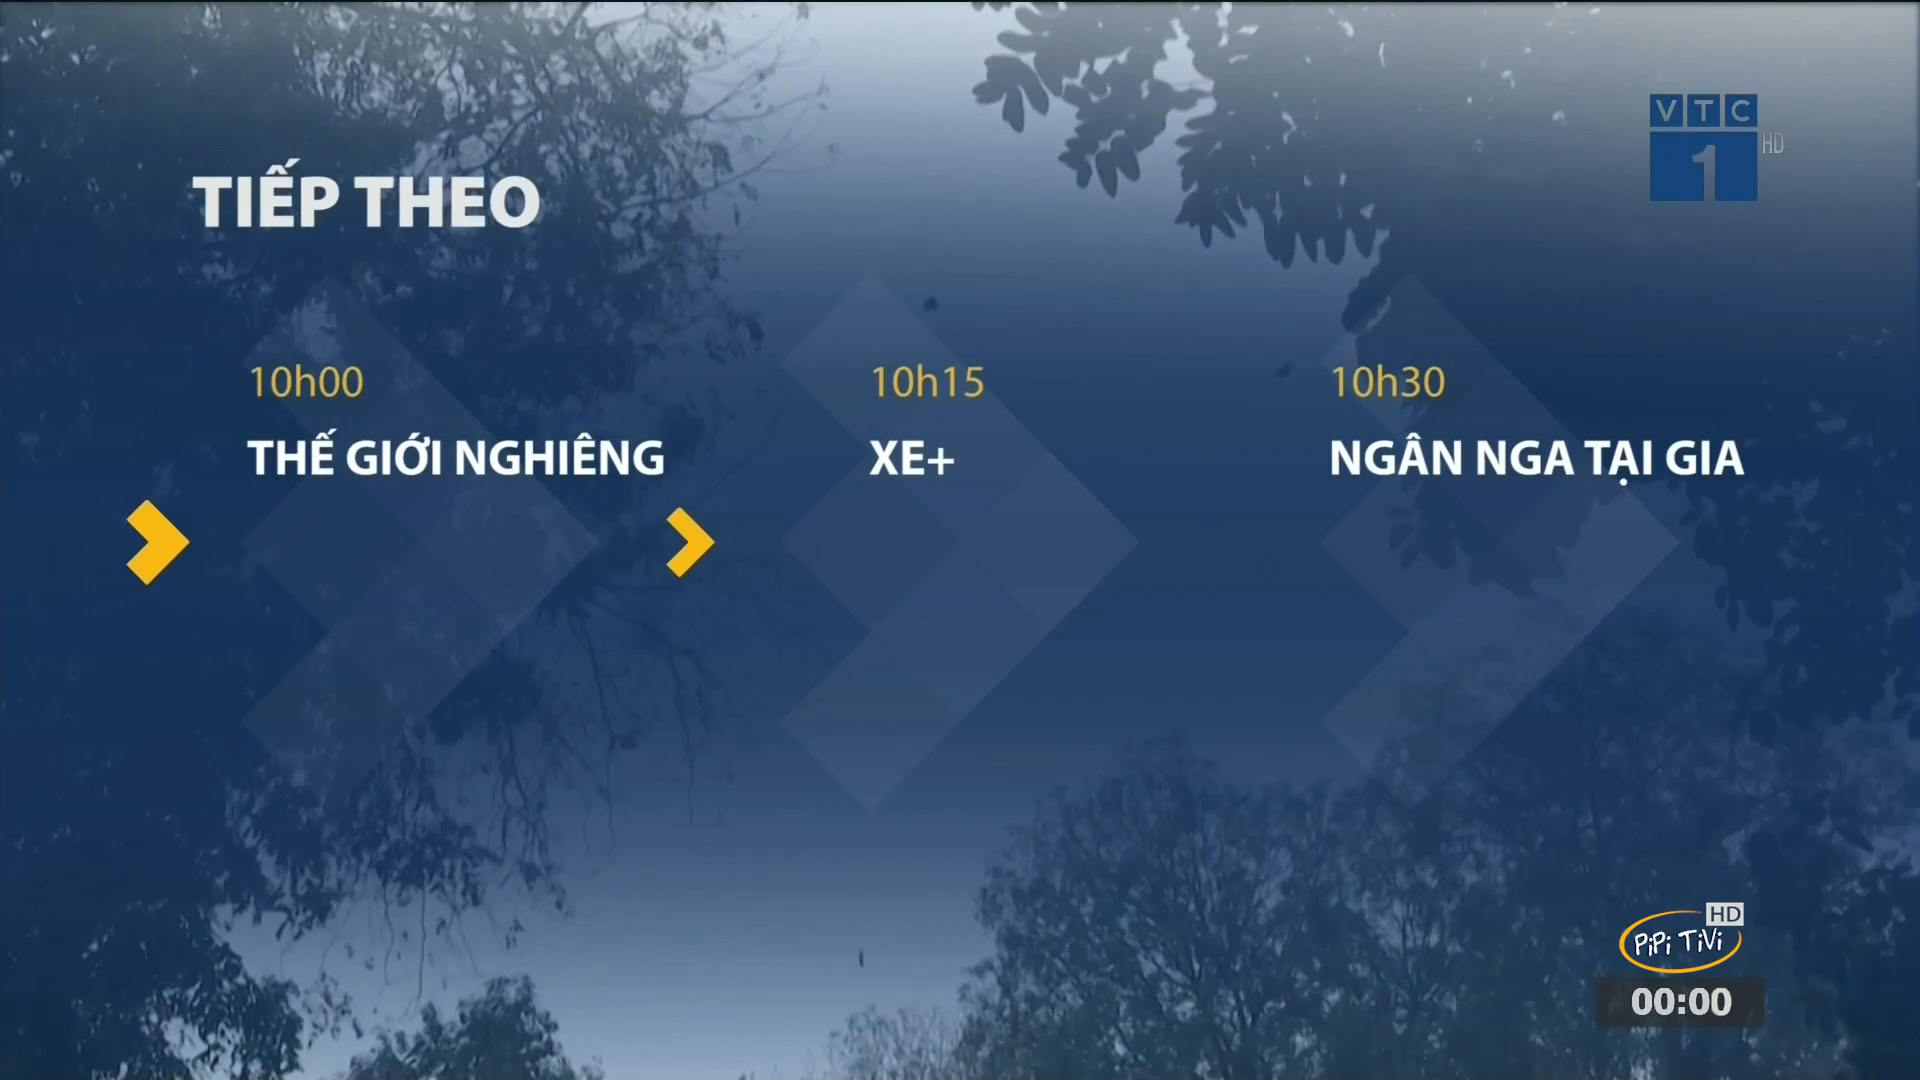 VTC
1 HD
TIẾP THEO
10h00
THẾ GIỚI NGHIÊNG
10h15
XE+
10h30
NGÂN NGA TẠI GIA
HD
PiPi TiVi
00:00